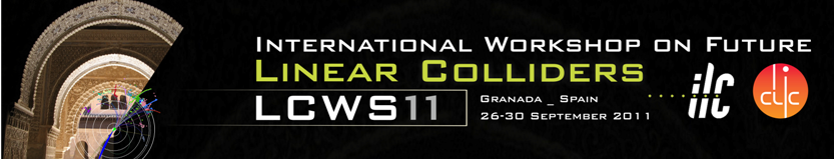 International Workshop on Future
Linear Colliders
LCWS11
Granada _ Spain
26-30 September 2011
ilc
clic